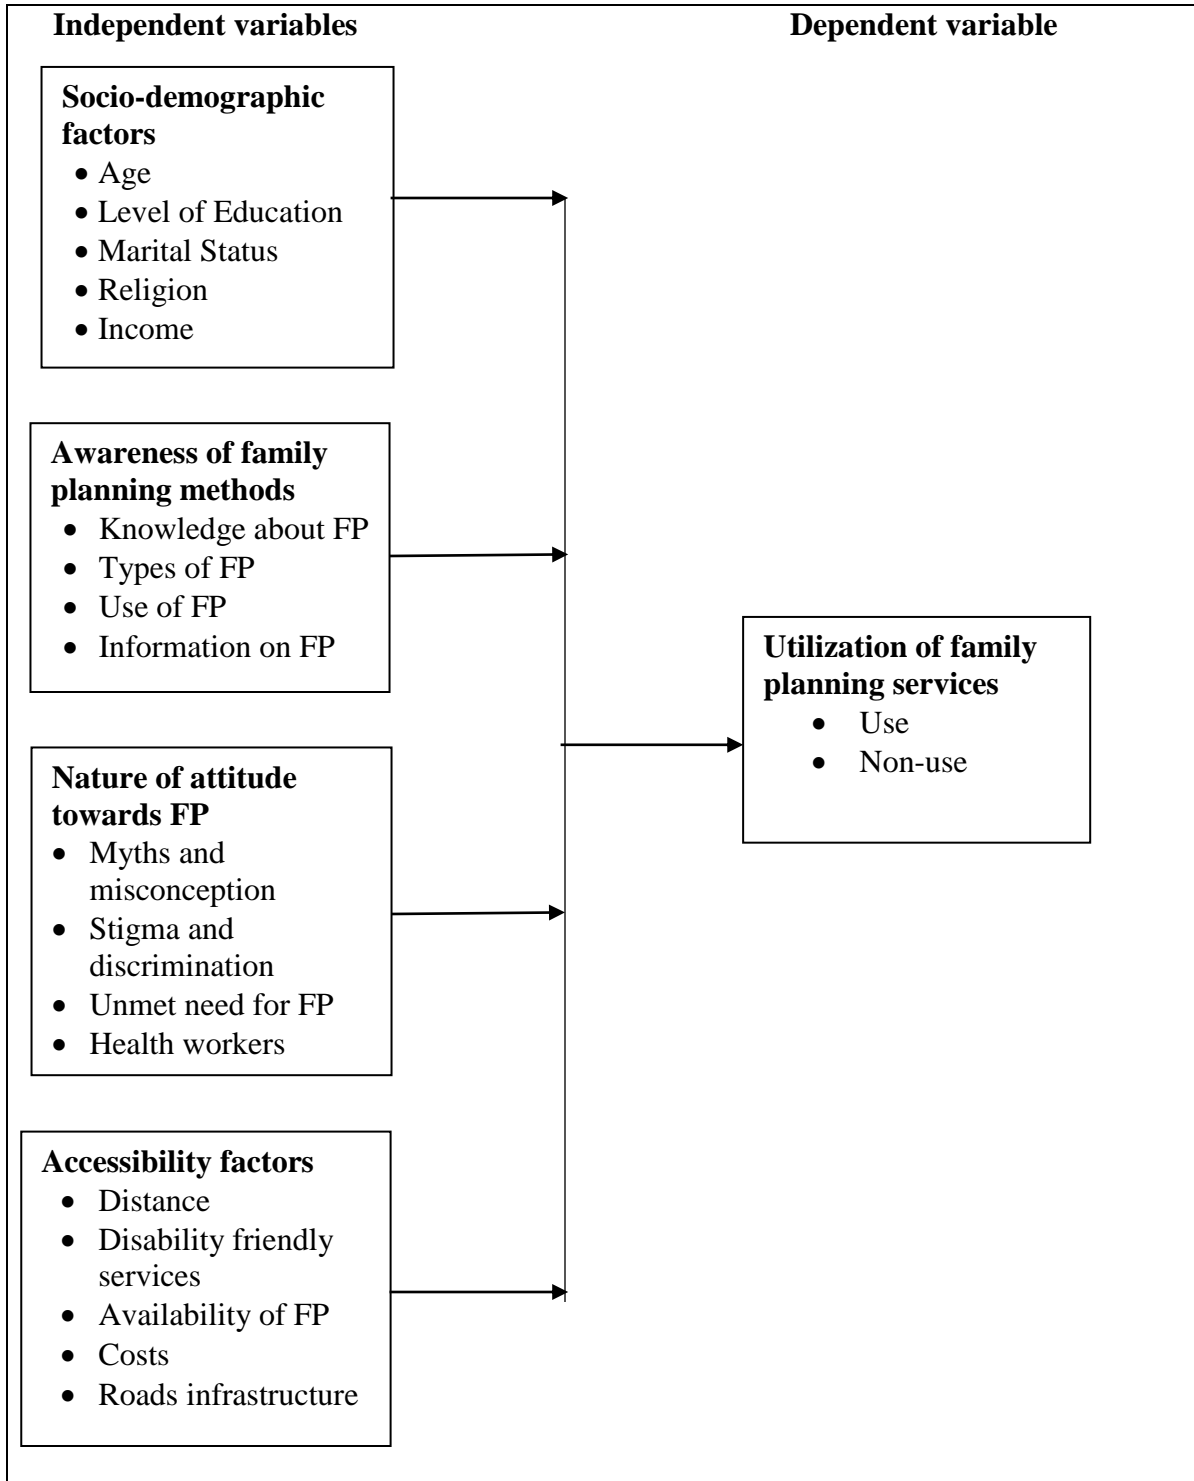 Independent variables
Dependent variable
Socio-demographic
factors
• Age
• Level of Education
• Marital Status
• Religion
• Income
Awareness of family
planning methods
• Knowledge about FP
• Types of FP
• Use of FP
• Information on FP
Nature of attitude
towards FP
• Myths and
misconception
• Stigma and
discrimination
• Unmet need for FP
• Health workers
Accessibility factors
• Distance
• Disability friendly
services
• Availability of FP
• Costs
• Roads infrastructure
Utilization of family
planning services
• Use
• Non-use